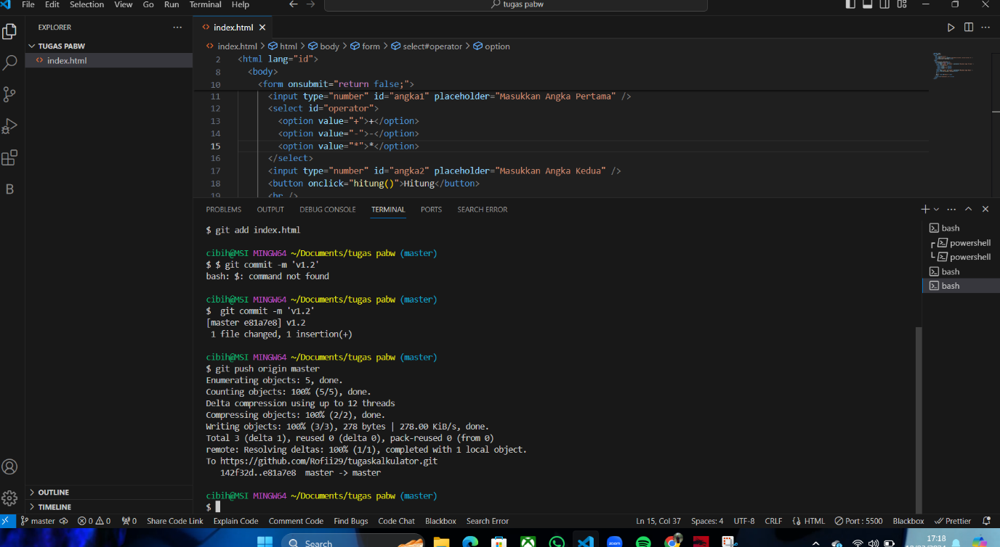 File Edit Selection View Go Run Terminal Help
tugas pabw
EXPLORER
TUGAS PABW
index.html
index.html
index.html > html > body > form > select#operator > option
2 <html lang="id">
8 <body>
10 <form onsubmit="return false;">
11 <input type="number" id="angka1" placeholder="Masukkan Angka Pertama" />
12 <select id="operator">
13 <option value="+">+</option>
14 <option value="-">-</option>
15 <option value="*">*</option>
16 </select>
17 <input type="number" id="angka2" placeholder="Masukkan Angka Kedua" />
18 <button onclick="hitung()">Hitung</button>
19 <br />
PROBLEMS OUTPUT DEBUG CONSOLE TERMINAL PORTS SEARCH ERROR
$ git add index.html
cibih@MSI MINGW64 ~/Documents/tugas pabw (master)
$ $ git commit -m 'v1.2'
bash: $: command not found
cibih@MSI MINGW64 ~/Documents/tugas pabw (master)
$  git commit -m 'v1.2'
[master e81a7e8] v1.2
1 file changed, 1 insertion(+)
cibih@MSI MINGW64 ~/Documents/tugas pabw (master)
$ git push origin master
Enumerating objects: 5, done.
Counting objects: 100% (5/5), done.
Delta compression using up to 12 threads
Compressing objects: 100% (2/2), done.
Writing objects: 100% (3/3), 278 bytes | 278.00 KiB/s, done.
Total 3 (delta 1), reused 0 (delta 0), pack-reused 0 (from 0)
remote: Resolving deltas: 100% (1/1), completed with 1 local object.
To https://github.com/Rofii29/tugaskalkulator.git
142f32d..e81a7e8  master -> master
cibih@MSI MINGW64 ~/Documents/tugas pabw (master)
$
bash
powershell
powershell
bash
bash
OUTLINE
TIMELINE
master 0 0 0 Share Code Link Explain Code Comment Code Find Bugs Code Chat Blackbox Search Error
Ln 15, Col 37 Spaces: 4 UTF-8 CRLF HTML Port : 5500 Blackbox Prettier
Search
zoom
17:18